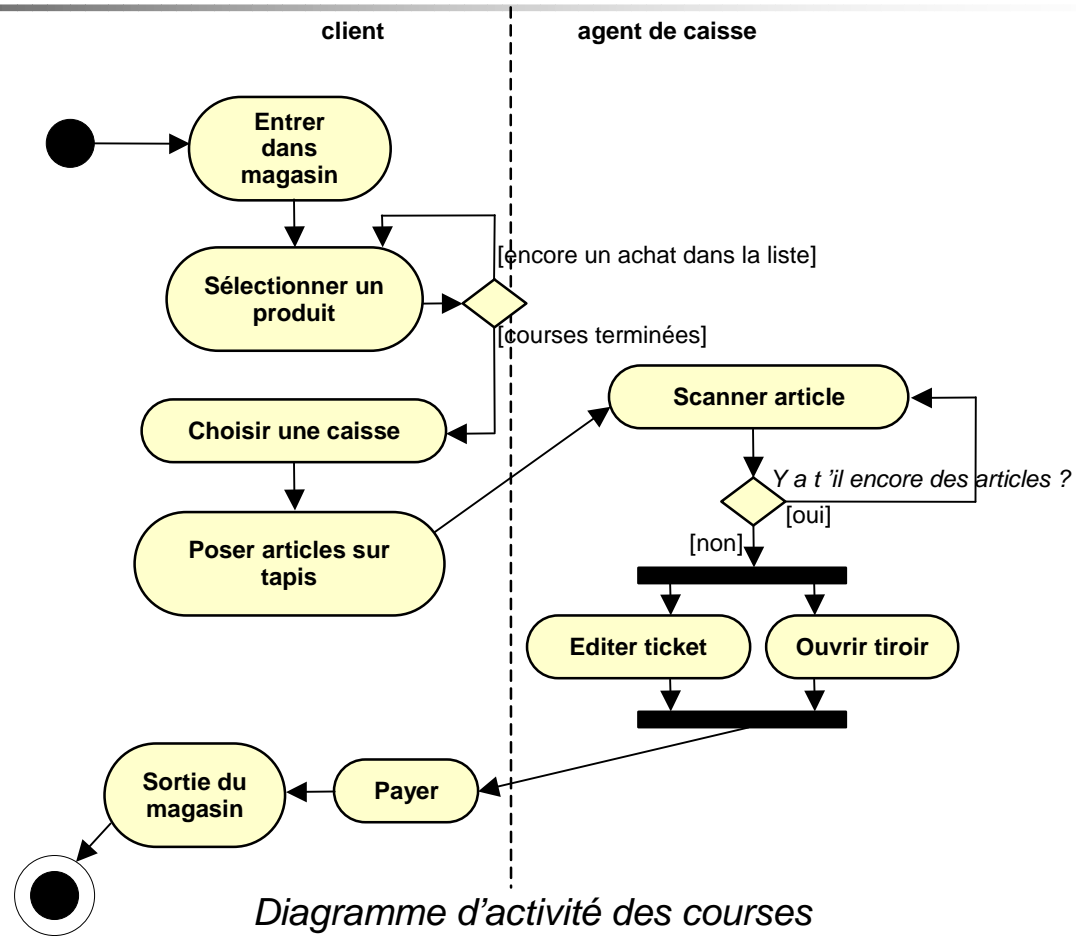 client
agent de caisse
Entrer
dans
magasin
[encore un achat dans la liste]
Sélectionner un
produit
[courses terminées]
Scanner article
Choisir une caisse
Y a t ’il encore des articles ?
[oui]
[non]
Poser articles sur
tapis
Editer ticket
Ouvrir tiroir
Sortie du
magasin
Payer
Diagramme d'activité des courses